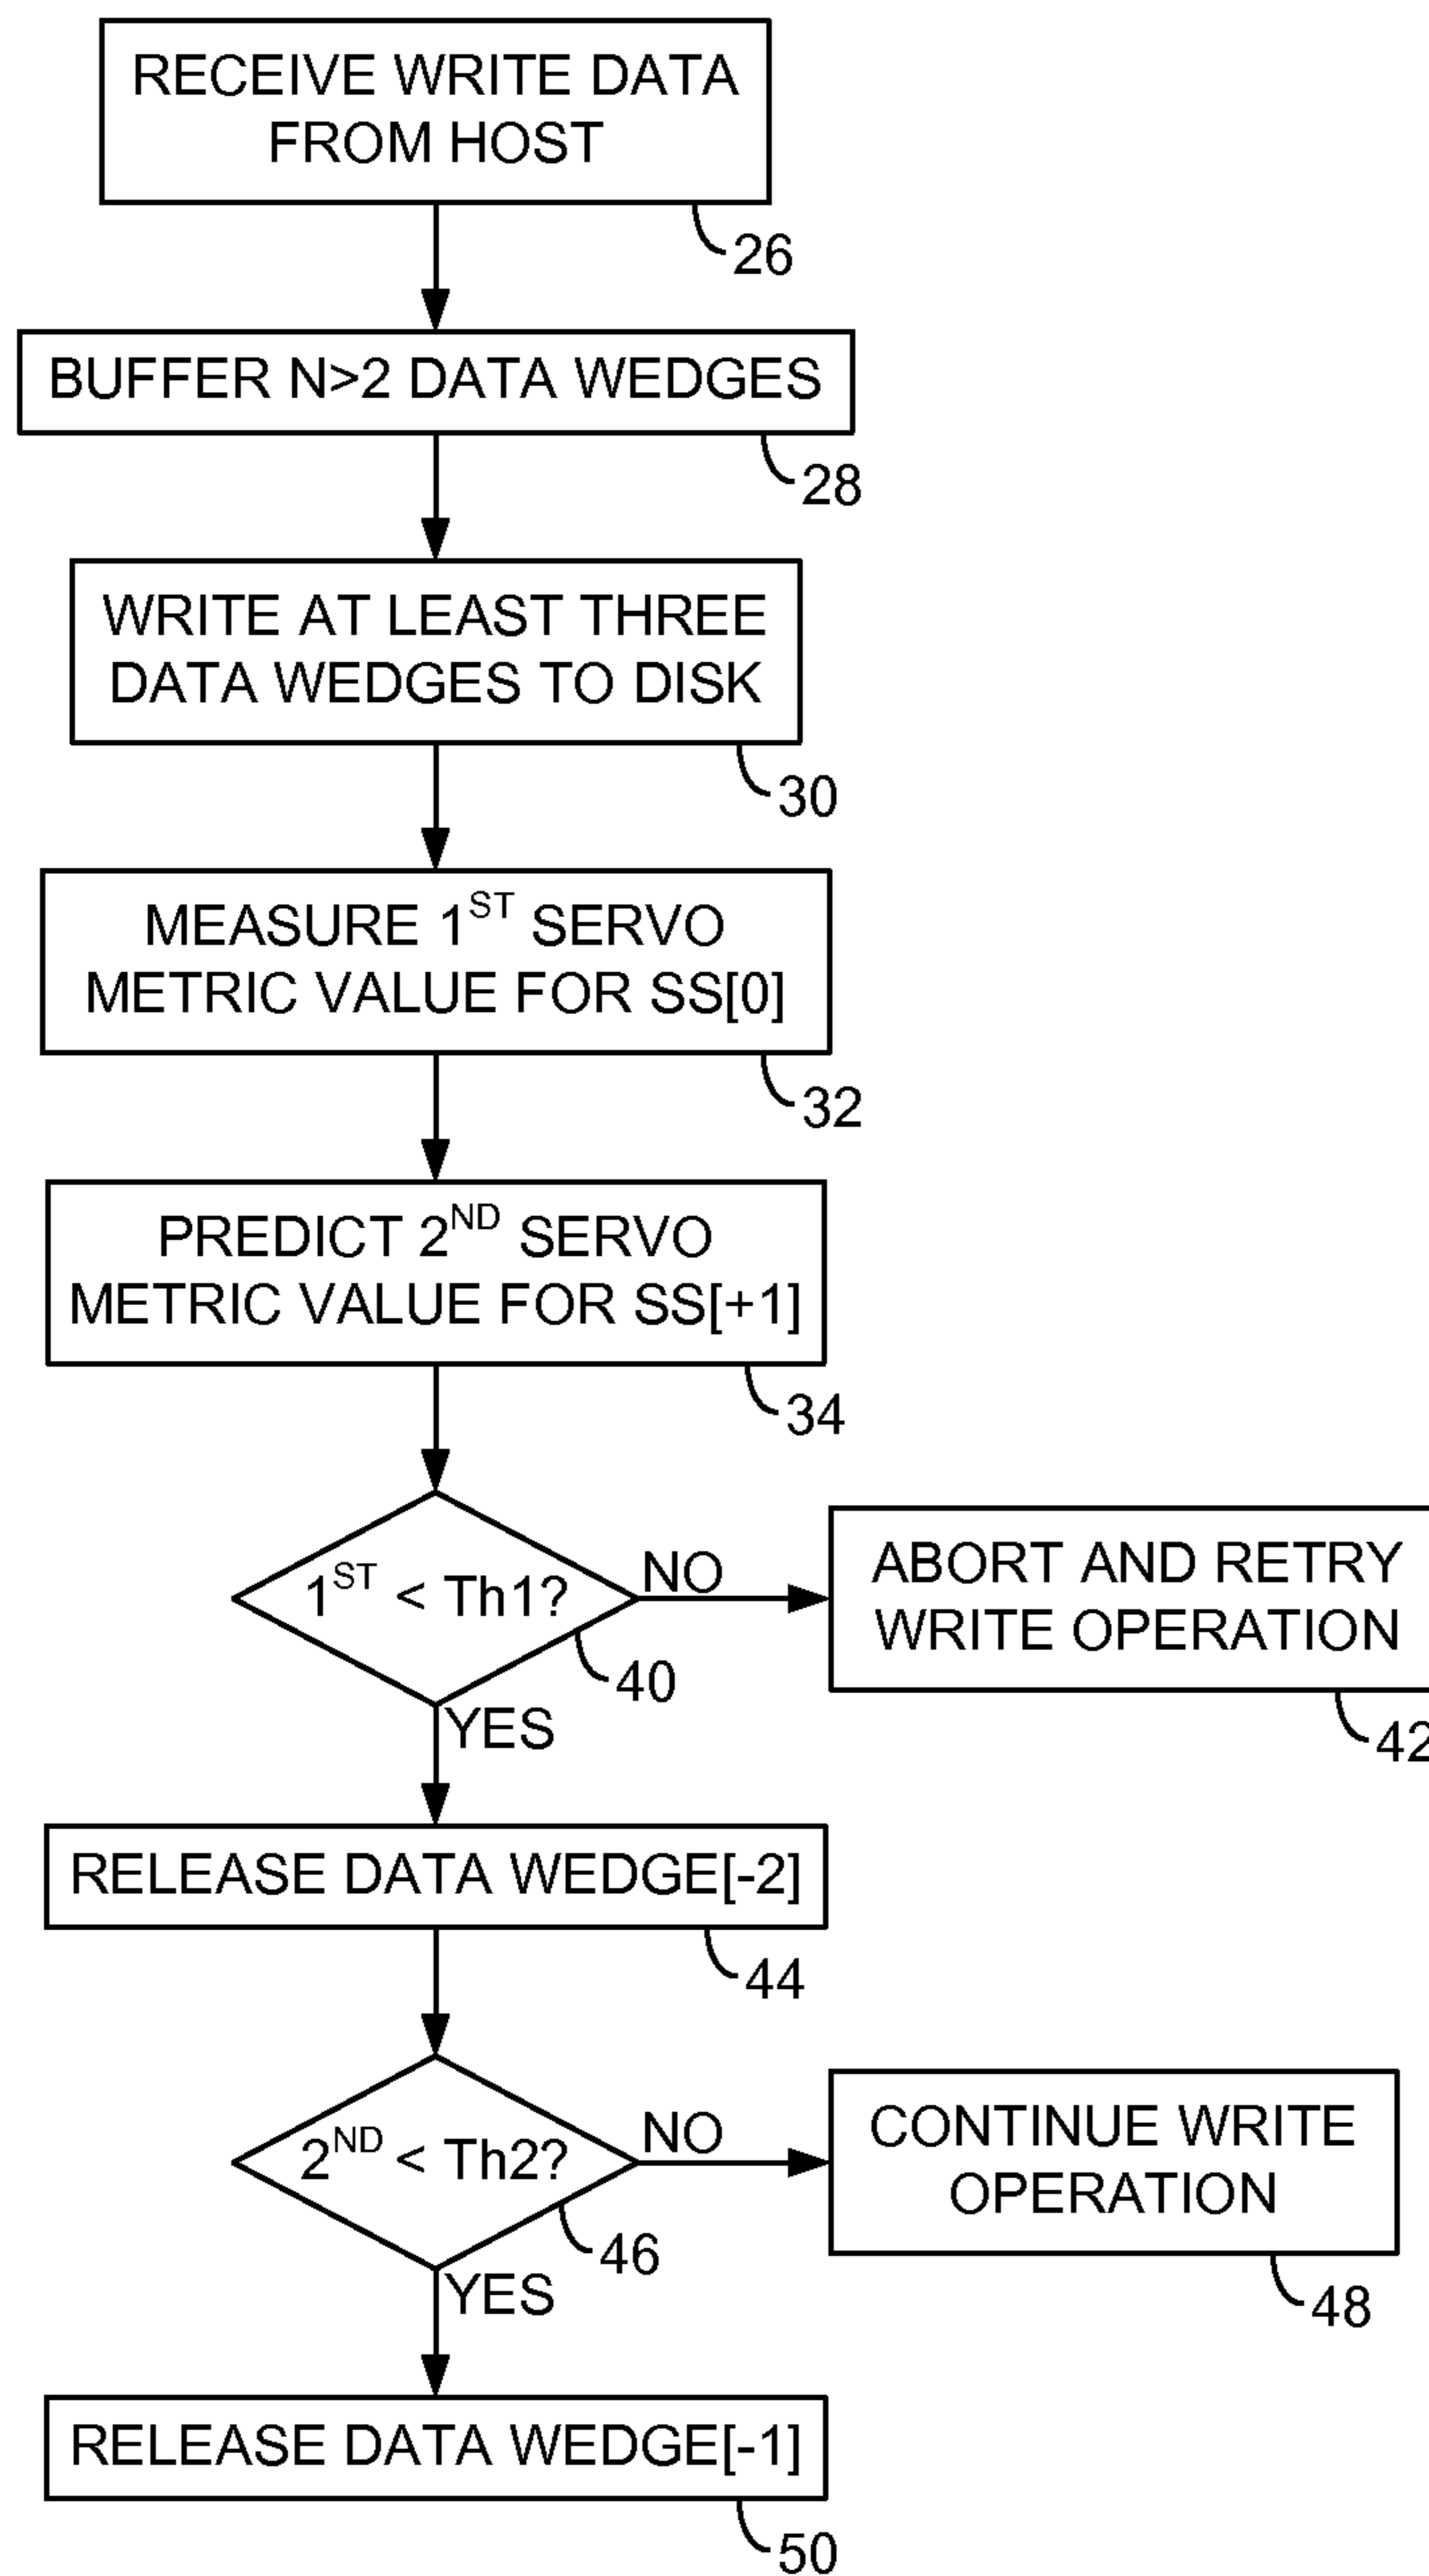 RECEIVE WRITE DATA
FROM HOST
26
BUFFER N>2 DATA WEDGES
28
WRITE AT LEAST THREE
DATA WEDGES TO DISK
30
MEASURE 1ST SERVO
METRIC VALUE FOR SS[0]
32
PREDICT 2ND SERVO
METRIC VALUE FOR SS[+1]
34
1ST < Th1?
NO
ABORT AND RETRY
WRITE OPERATION
40
42
YES
RELEASE DATA WEDGE[-2]
44
2ND < Th2?
NO
CONTINUE WRITE
OPERATION
46
48
YES
RELEASE DATA WEDGE[-1]
50